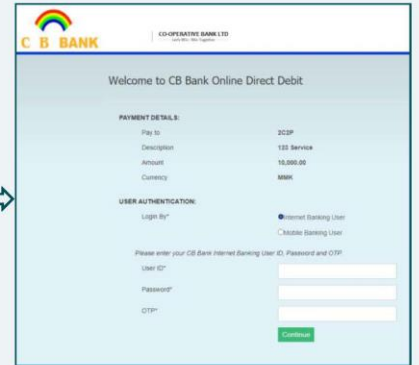 C B BANK
CO-OPERATIVE BANK LTD
Welcome to CB Bank Online Direct Debit
PAYMENT DETAILS:
Pay to 2C2P
Description 123 Service
Amount 10,000.00
Currency MMK
USER AUTHENTICATION:
Login By* Internet Banking User
Mobile Banking User
Please enter your CB Bank Internet Banking User ID, Password and OTP
User ID*
Password*
OTP*
Continue